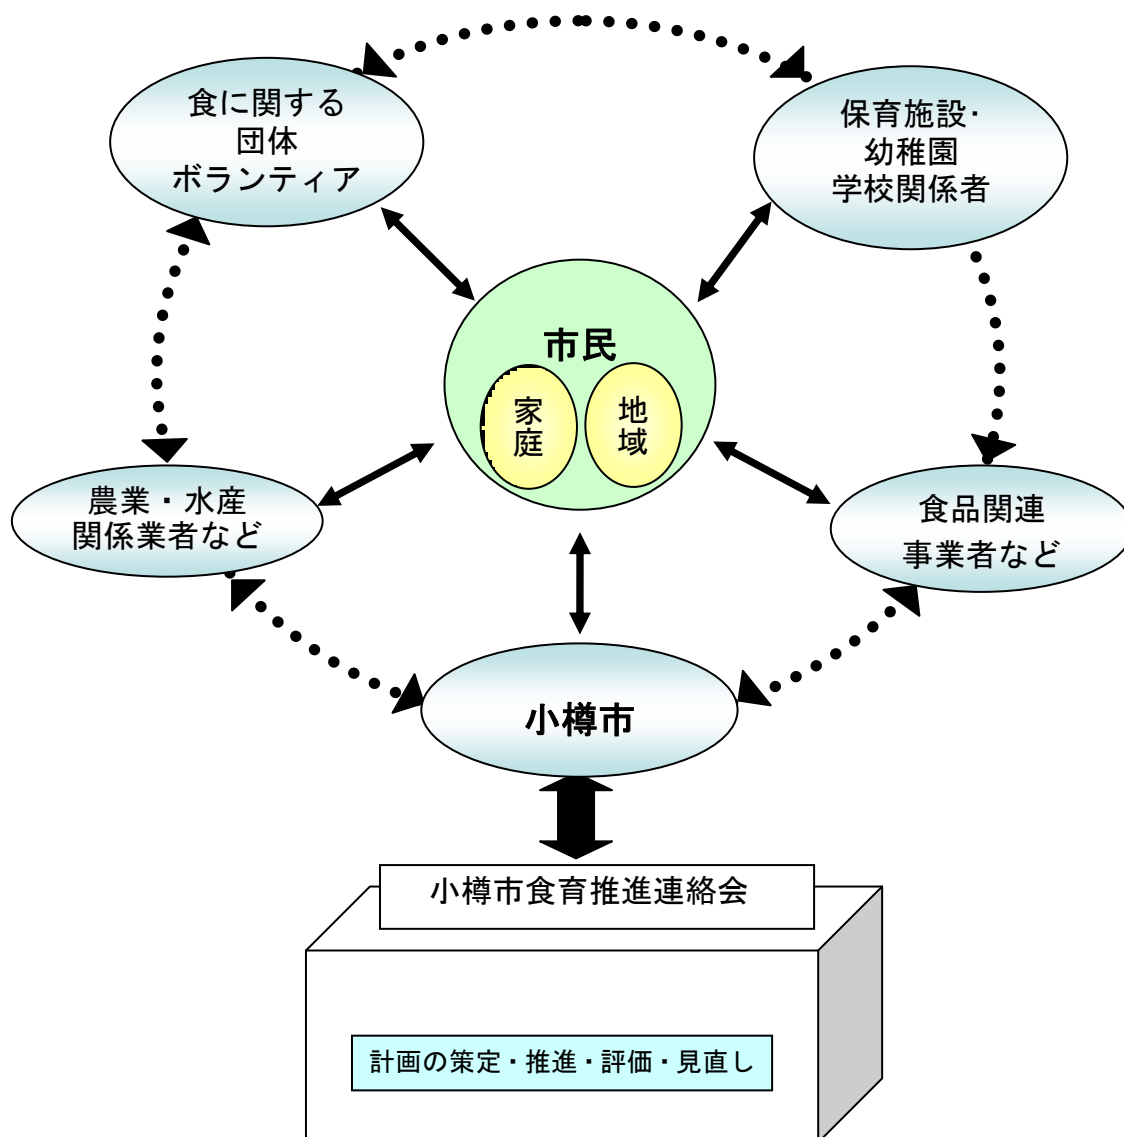 食に関する
団体
ボランティア
保育施設・
幼稚園
学校関係者
市民
家庭
地域
農業・水産
関係業者など
食品関連
事業者など
小樽市
小樽市食育推進連絡会
計画の策定・推進・評価・見直し